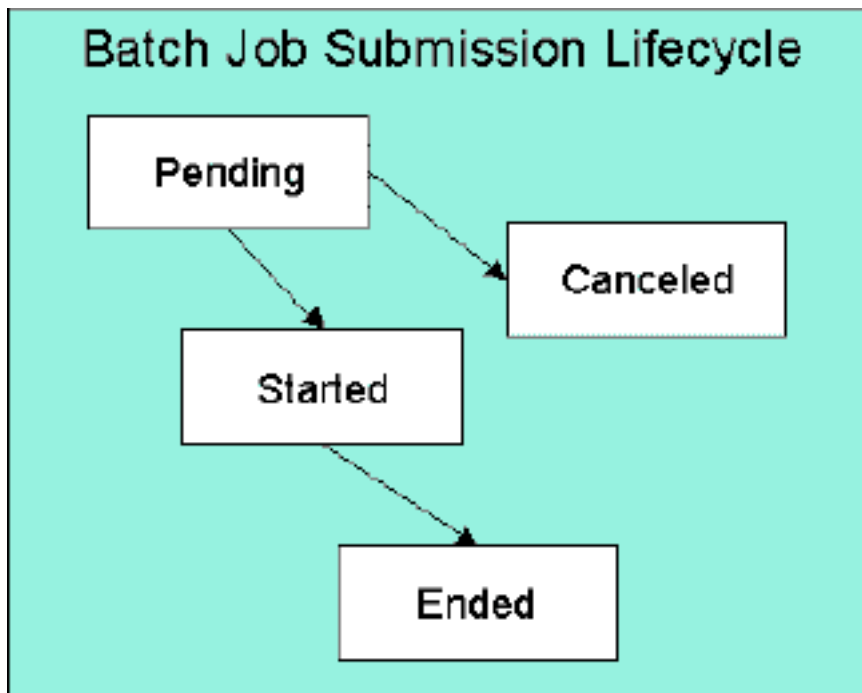 Batch Job Submission Lifecycle
Pending
Canceled
Started
Ended